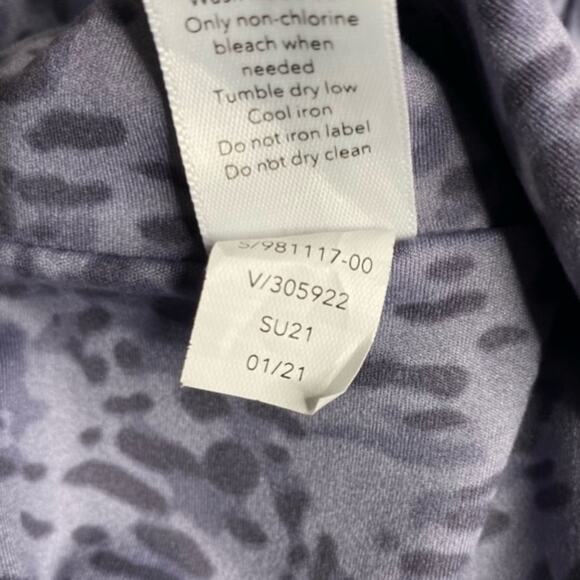 Only non-chlorine
bleach when
needed
Tumble dry low
Cool iron
Do not iron label
Do not dry clean
S/981117-00
V/305922
SU21
01/21